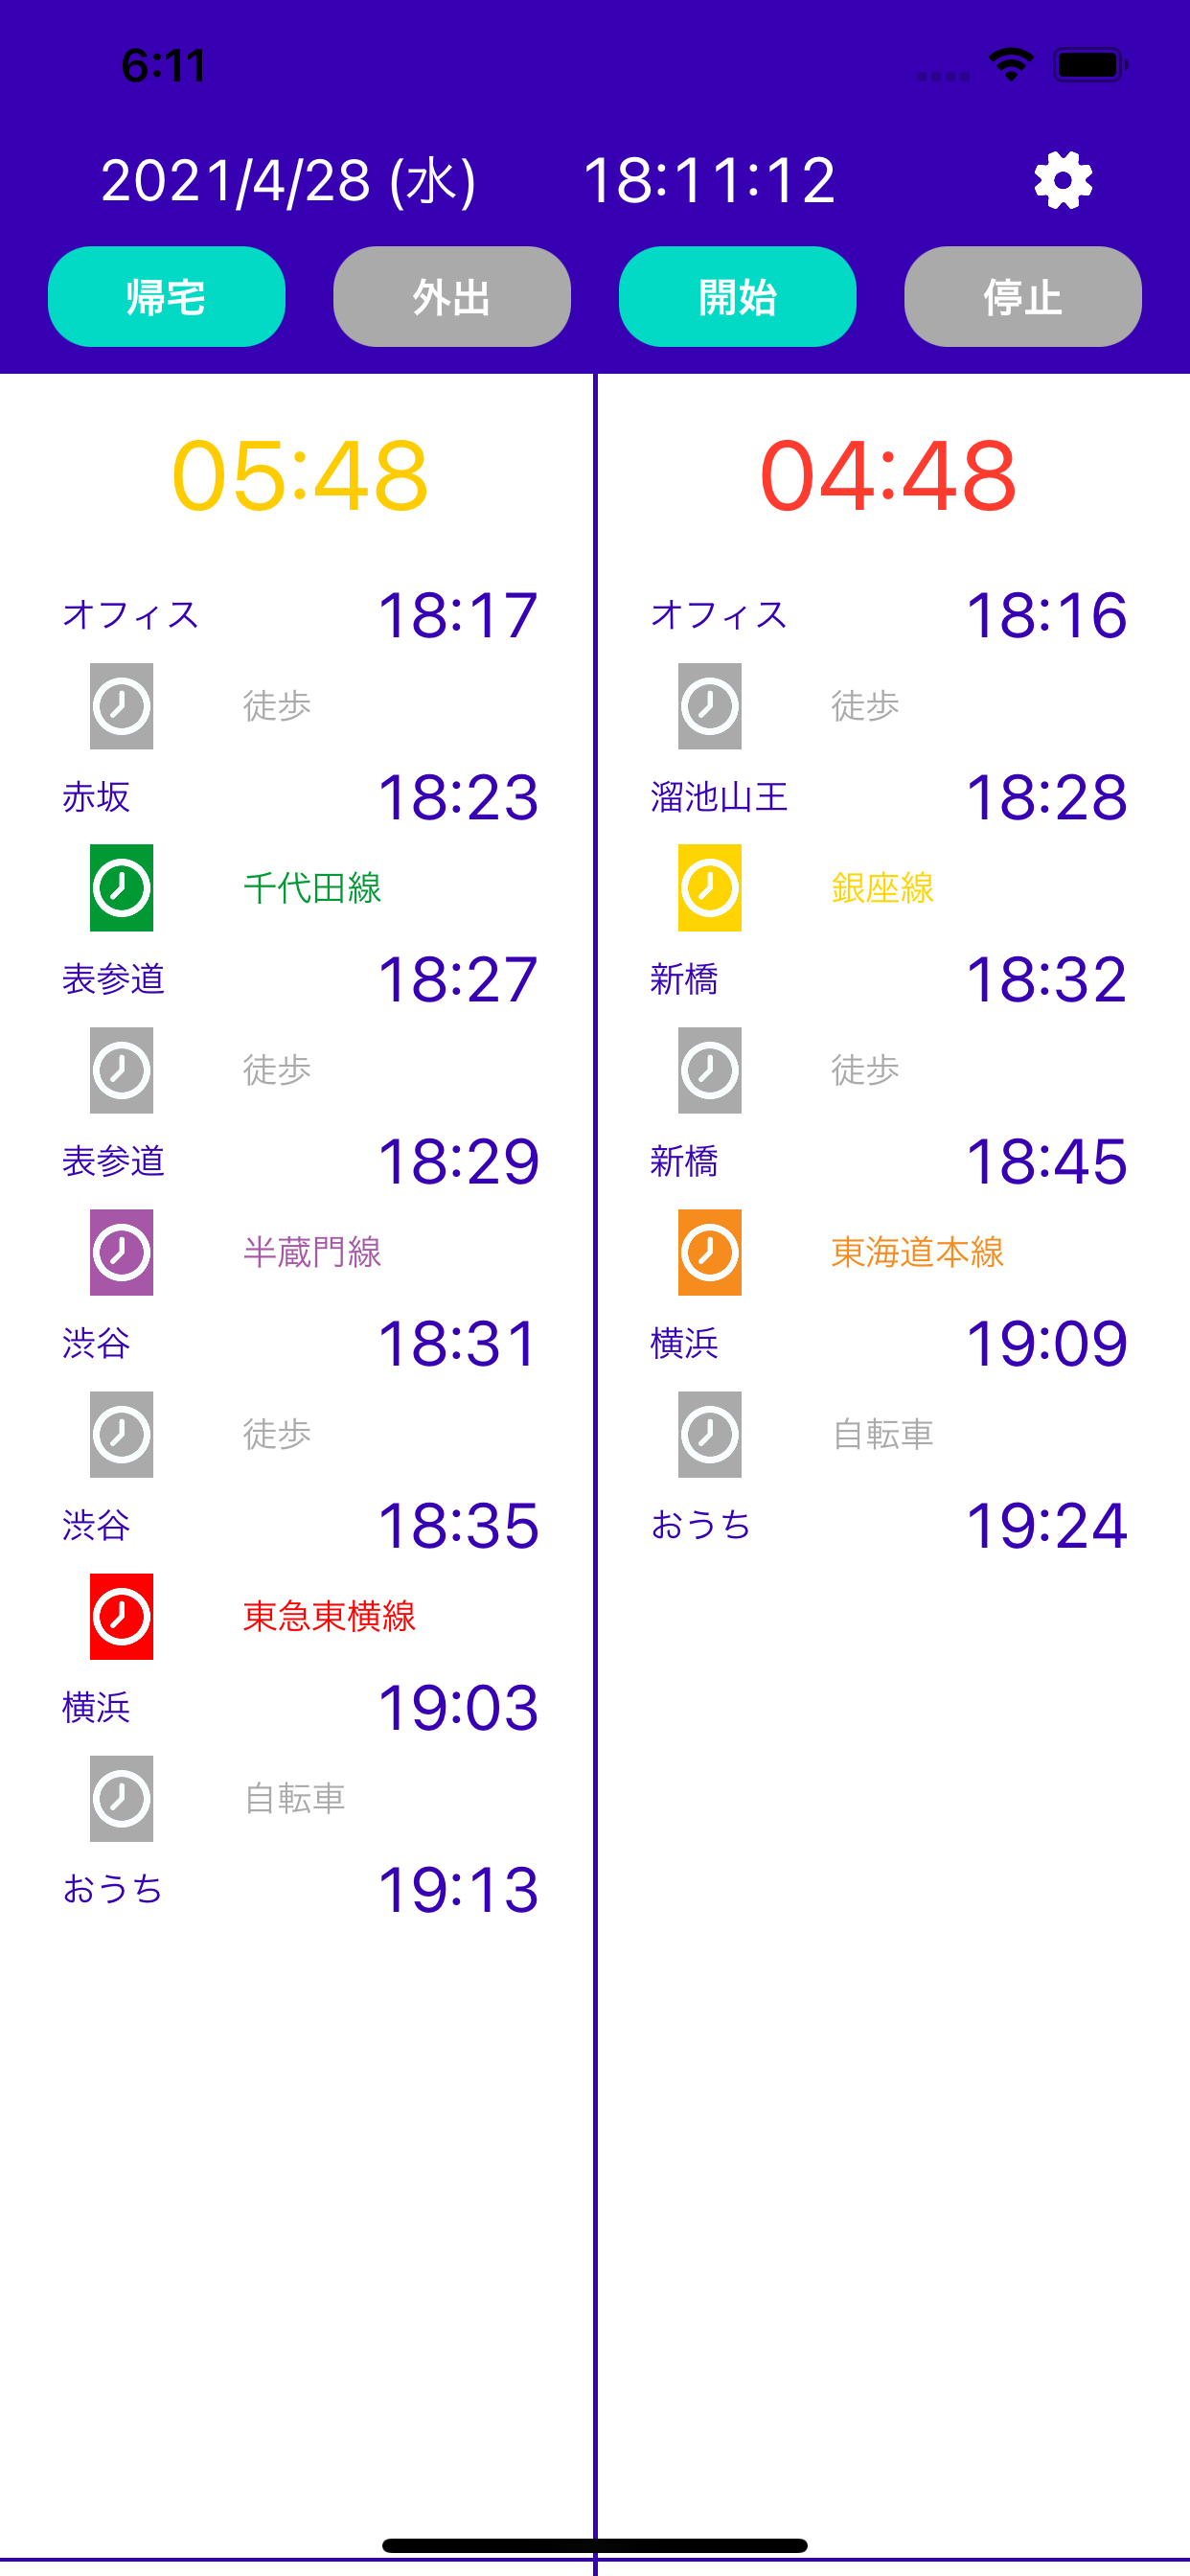 6:11
2021/4/28 (水) 18:11:12
帰宅 外出 開始 停止
05:48
オフィス 18:17
徒歩
赤坂 18:23
千代田線
表参道 18:27
徒歩
表参道 18:29
半蔵門線
渋谷 18:31
徒歩
渋谷 18:35
東急東横線
横浜 19:03
自転車
おうち 19:13
04:48
オフィス 18:16
徒歩
溜池山王 18:28
銀座線
新橋 18:32
徒歩
新橋 18:45
東海道本線
横浜 19:09
自転車
おうち 19:24